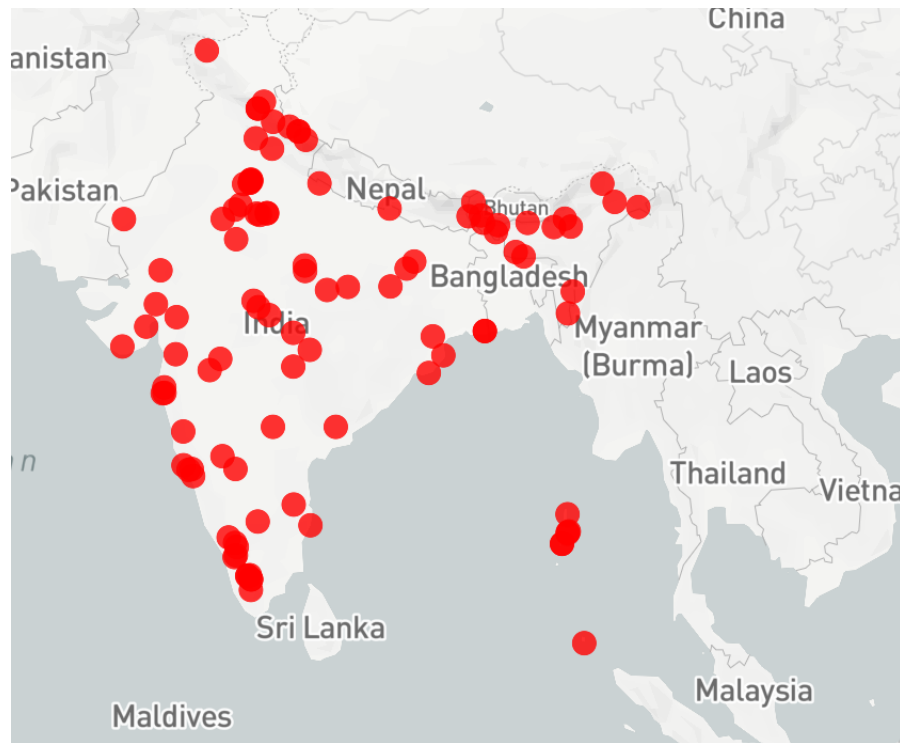 China
anistan
Pakistan
Nepal
Bhutan
Bangladesh
India
Myanmar
(Burma)
Laos
n
Thailand
Vietna
Sri Lanka
Malaysia
Maldives